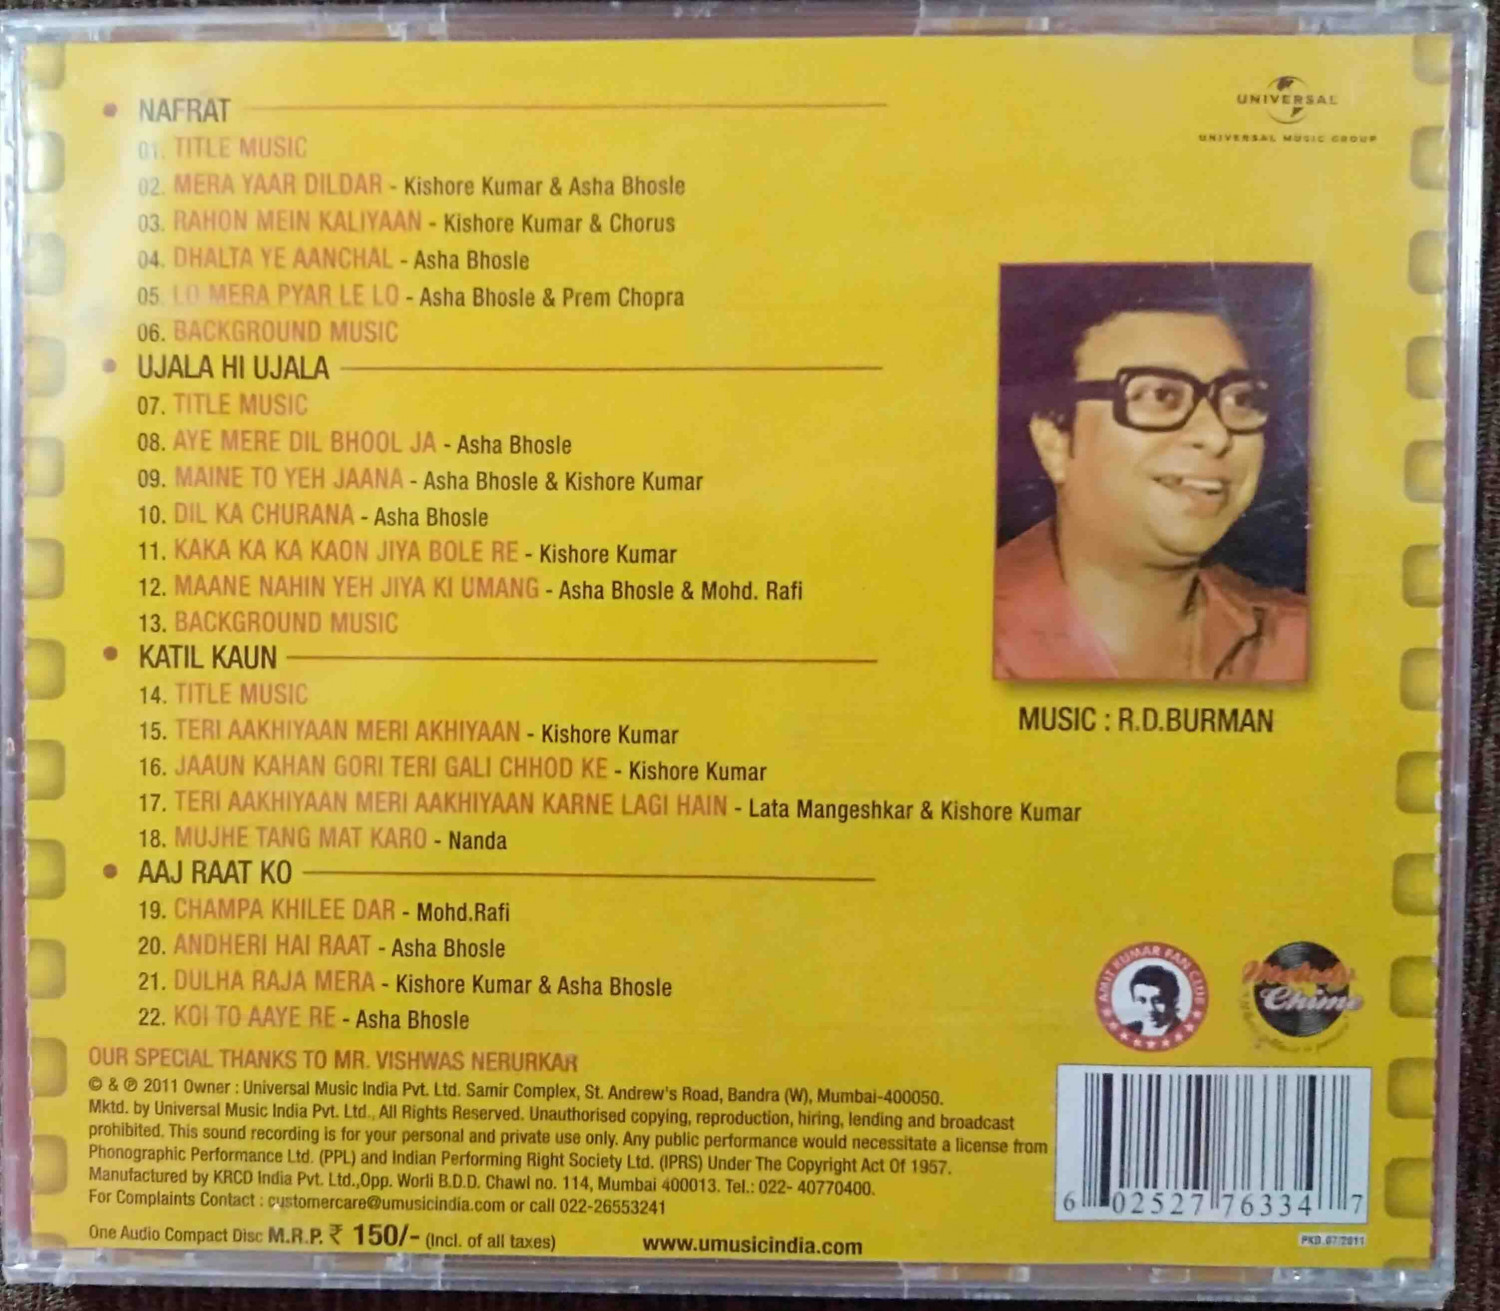 NAFRAT
01. TITLE MUSIC
02. MERA YAAR DILDAR - Kishore Kumar & Asha Bhosle
03. RAHON MEIN KALIYAAN - Kishore Kumar & Chorus
04. DHALTA YE AANCHAL - Asha Bhosle
05. LO MERA PYAR LE LO - Asha Bhosle & Prem Chopra
06. BACKGROUND MUSIC
UJALA HI UJALA
07. TITLE MUSIC
08. AYE MERE DIL BHOOL JA - Asha Bhosle
09. MAINE TO YEH JAANA - Asha Bhosle & Kishore Kumar
10. DIL KA CHURANA - Asha Bhosle
11. KAKA KA KA KAON JIYA BOLE RE - Kishore Kumar
12. MAANE NAHIN YEH JIYA KI UMANG - Asha Bhosle & Mohd. Rafi
13. BACKGROUND MUSIC
KATIL KAUN
14. TITLE MUSIC
15. TERI AAKHIYAAN MERI AKHIYAAN - Kishore Kumar
16. JAAUN KAHAN GORI TERI GALI CHHOD KE - Kishore Kumar
17. TERI AAKHIYAAN MERI AAKHIYAAN KARNE LAGI HAIN - Lata Mangeshkar & Kishore Kumar
18. MUJHE TANG MAT KARO - Nanda
AAJ RAAT KO
19. CHAMPA KHILEE DAR - Mohd.Rafi
20. ANDHERI HAI RAAT - Asha Bhosle
21. DULHA RAJA MERA - Kishore Kumar & Asha Bhosle
22. KOI TO AAYE RE - Asha Bhosle
OUR SPECIAL THANKS TO MR. VISHWAS NERURKAR
© & ℗ 2011 Owner : Universal Music India Pvt. Ltd. Samir Complex, St. Andrew's Road, Bandra (W), Mumbai-400050.
Mktd. by Universal Music India Pvt. Ltd., All Rights Reserved. Unauthorised copying, reproduction, hiring, lending and broadcast
prohibited. This sound recording is for your personal and private use only. Any public performance would necessitate a license from
Phonographic Performance Ltd. (PPL) and Indian Performing Right Society Ltd. (IPRS) Under The Copyright Act Of 1957.
Manufactured by KRCD India Pvt. Ltd.,Opp. Worli B.D.D. Chawl no. 114, Mumbai 400013. Tel.: 022- 40770400.
For Complaints Contact : customercare@umusicindia.com or call 022-26553241
One Audio Compact Disc M.R.P. ₹ 150/- (Incl. of all taxes)
www.umusicindia.com
UNIVERSAL
UNIVERSAL MUSIC GROUP
MUSIC : R.D.BURMAN
AMIT KUMAR FAN CLUB
Melody
Chime
6 02527 76334 7
PKD.07/2011